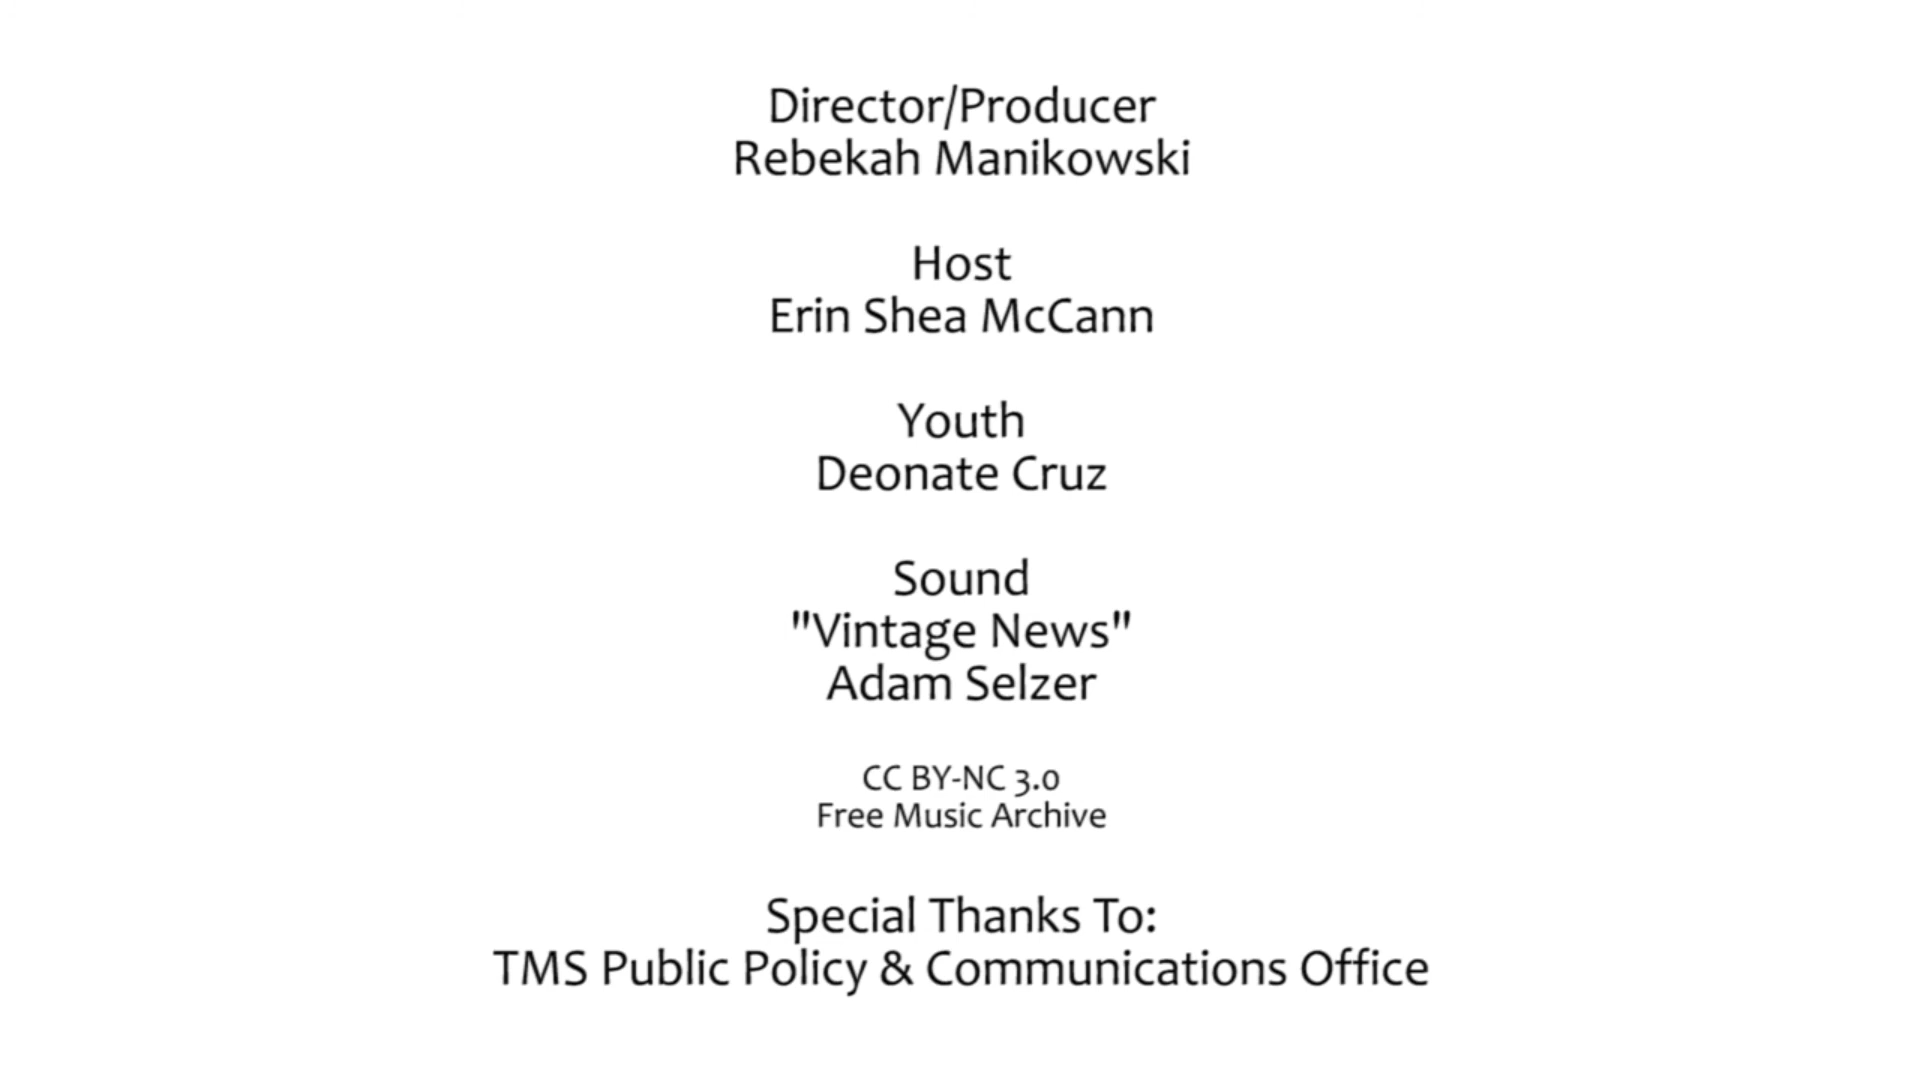 Director/Producer
Rebekah Manikowski
Host
Erin Shea McCann
Youth
Deonate Cruz
Sound
"Vintage News"
Adam Selzer
CC BY-NC 3.0
Free Music Archive
Special Thanks To:
TMS Public Policy & Communications Office